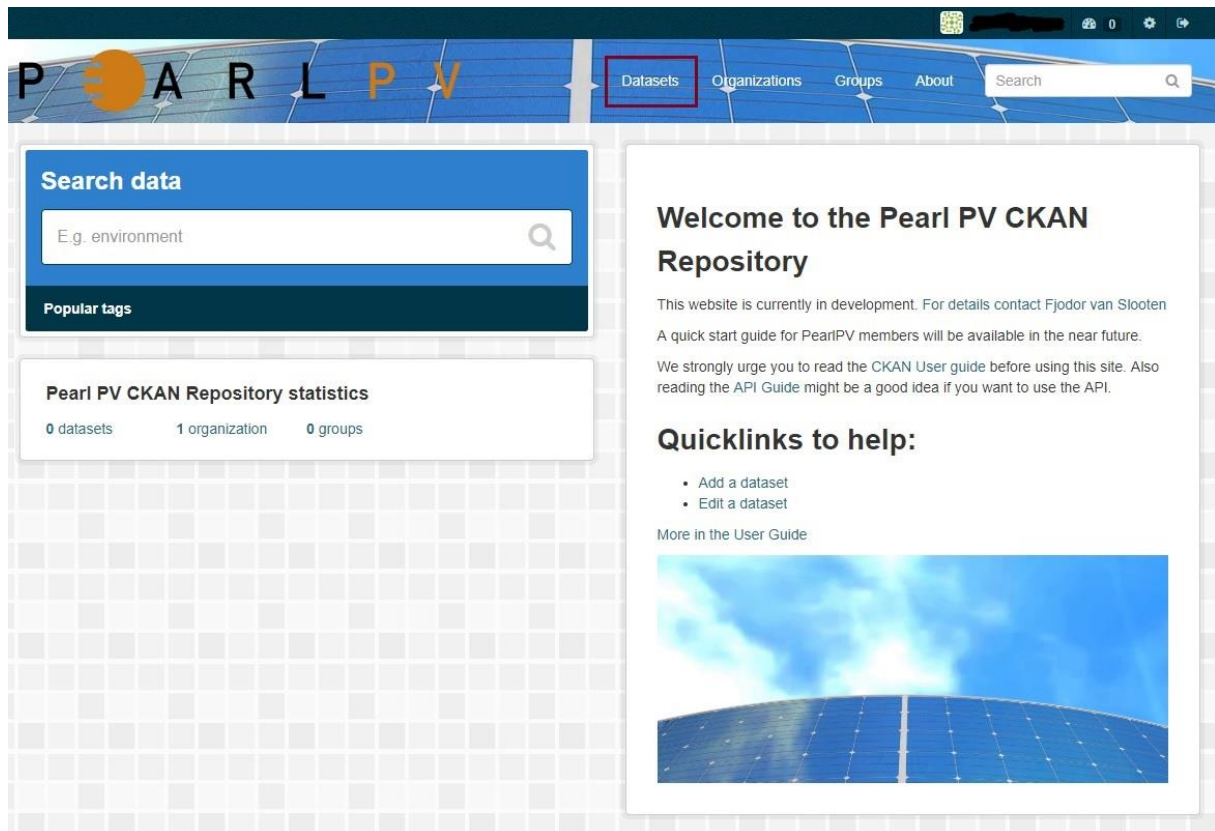 0
PEARL PV
Datasets Organizations Groups About Search
Search data
E.g. environment
Popular tags
Pearl PV CKAN Repository statistics
0 datasets 1 organization 0 groups
Welcome to the Pearl PV CKAN
Repository
This website is currently in development. For details contact Fjodor van Slooten
A quick start guide for PearlPV members will be available in the near future.
We strongly urge you to read the CKAN User guide before using this site. Also
reading the API Guide might be a good idea if you want to use the API.
Quicklinks to help:
• Add a dataset
• Edit a dataset
More in the User Guide